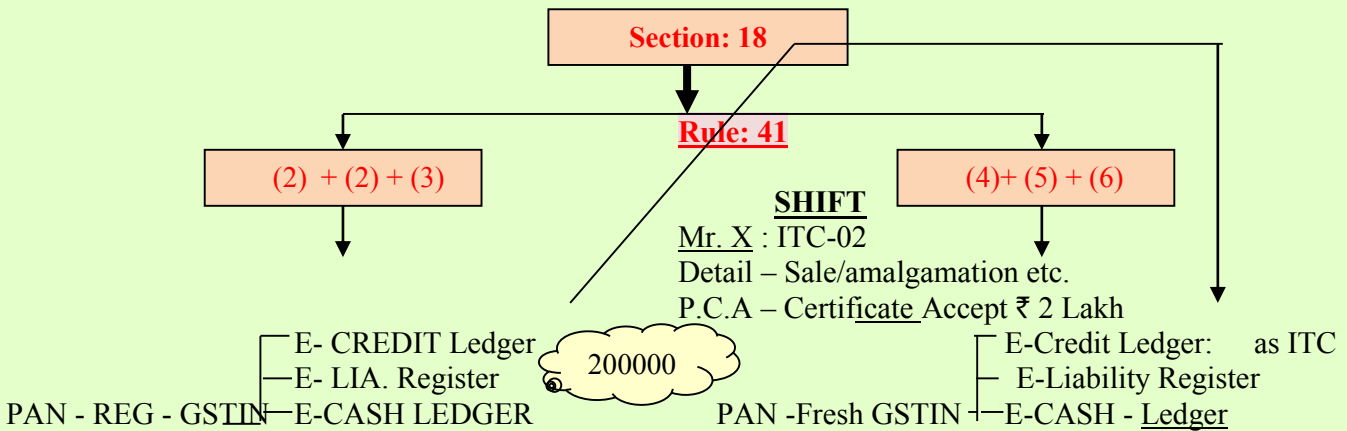 Section: 18
Rule: 41
(2) + (2) + (3)
(4)+ (5) + (6)
SHIFT
Mr. X : ITC-02
Detail – Sale/amalgamation etc.
P.C.A – Certificate Accept ₹ 2 Lakh
E- CREDIT Ledger
200000
E-Credit Ledger: as ITC
E- LIA. Register
E-Liability Register
PAN - REG - GSTIN E-CASH LEDGER
PAN -Fresh GSTIN - E-CASH - Ledger